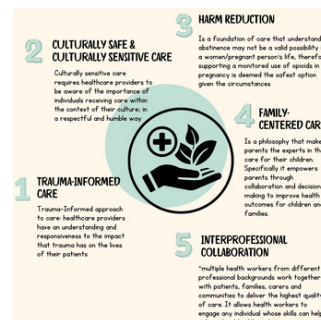 1
TRAUMA-INFORMED
CARE
Trauma-Informed approach
to care: healthcare providers
have an understanding and
responsiveness to the impact
that trauma has on the lives
of their patients
2
CULTURALLY SAFE &
CULTURALLY SENSITIVE CARE
Culturally sensitive care
requires healthcare providers to
be aware of the importance of
individuals receiving care within
the context of their culture; in
a respectful and humble way
3
HARM REDUCTION
Is a foundation of care that understand
abstinence may not be a valid possibility
a women/pregnant person's life, therefo
supporting a monitored use of opioids in
pregnancy is deemed the safest option
given the circumstances
4
FAMILY-
CENTERED CAR
Is a philosophy that make
parents the experts in th
care for their children.
Specifically it empowers
parents through
collaboration and decision
making to improve health
outcomes for children an
families.
5
INTERPROFESSIONAL
COLLABORATION
"multiple health workers from different
professional backgrounds work together
with patients, families, carers and
communities to deliver the highest quality
of care. It allows health workers to
engage any individual whose skills can help